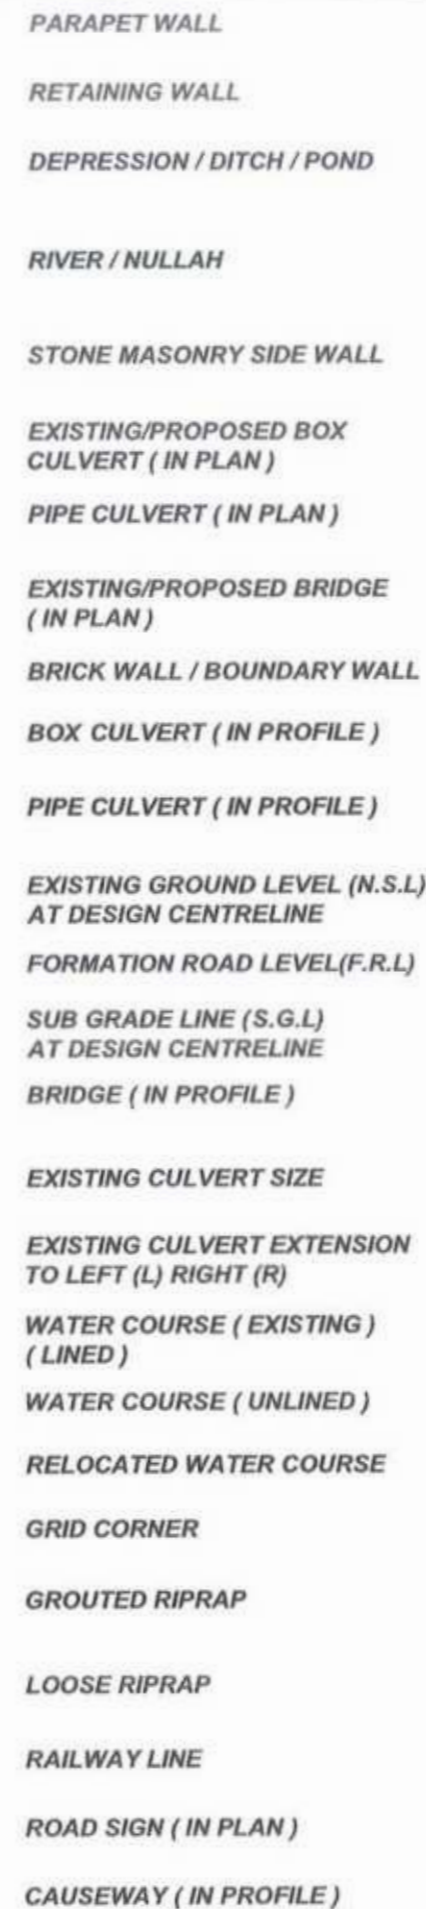 PARAPET WALL
RETAINING WALL
DEPRESSION / DITCH / POND
RIVER / NULLAH
STONE MASONRY SIDE WALL
EXISTING/PROPOSED BOX
CULVERT ( IN PLAN )
PIPE CULVERT ( IN PLAN )
EXISTING/PROPOSED BRIDGE
( IN PLAN )
BRICK WALL / BOUNDARY WALL
BOX CULVERT ( IN PROFILE )
PIPE CULVERT ( IN PROFILE )
EXISTING GROUND LEVEL (N.S.L)
AT DESIGN CENTRELINE
FORMATION ROAD LEVEL(F.R.L)
SUB GRADE LINE (S.G.L)
AT DESIGN CENTRELINE
BRIDGE ( IN PROFILE )
EXISTING CULVERT SIZE
EXISTING CULVERT EXTENSION
TO LEFT (L) RIGHT (R)
WATER COURSE ( EXISTING )
( LINED )
WATER COURSE ( UNLINED )
RELOCATED WATER COURSE
GRID CORNER
GROUTED RIPRAP
LOOSE RIPRAP
RAILWAY LINE
ROAD SIGN ( IN PLAN )
CAUSEWAY ( IN PROFILE )